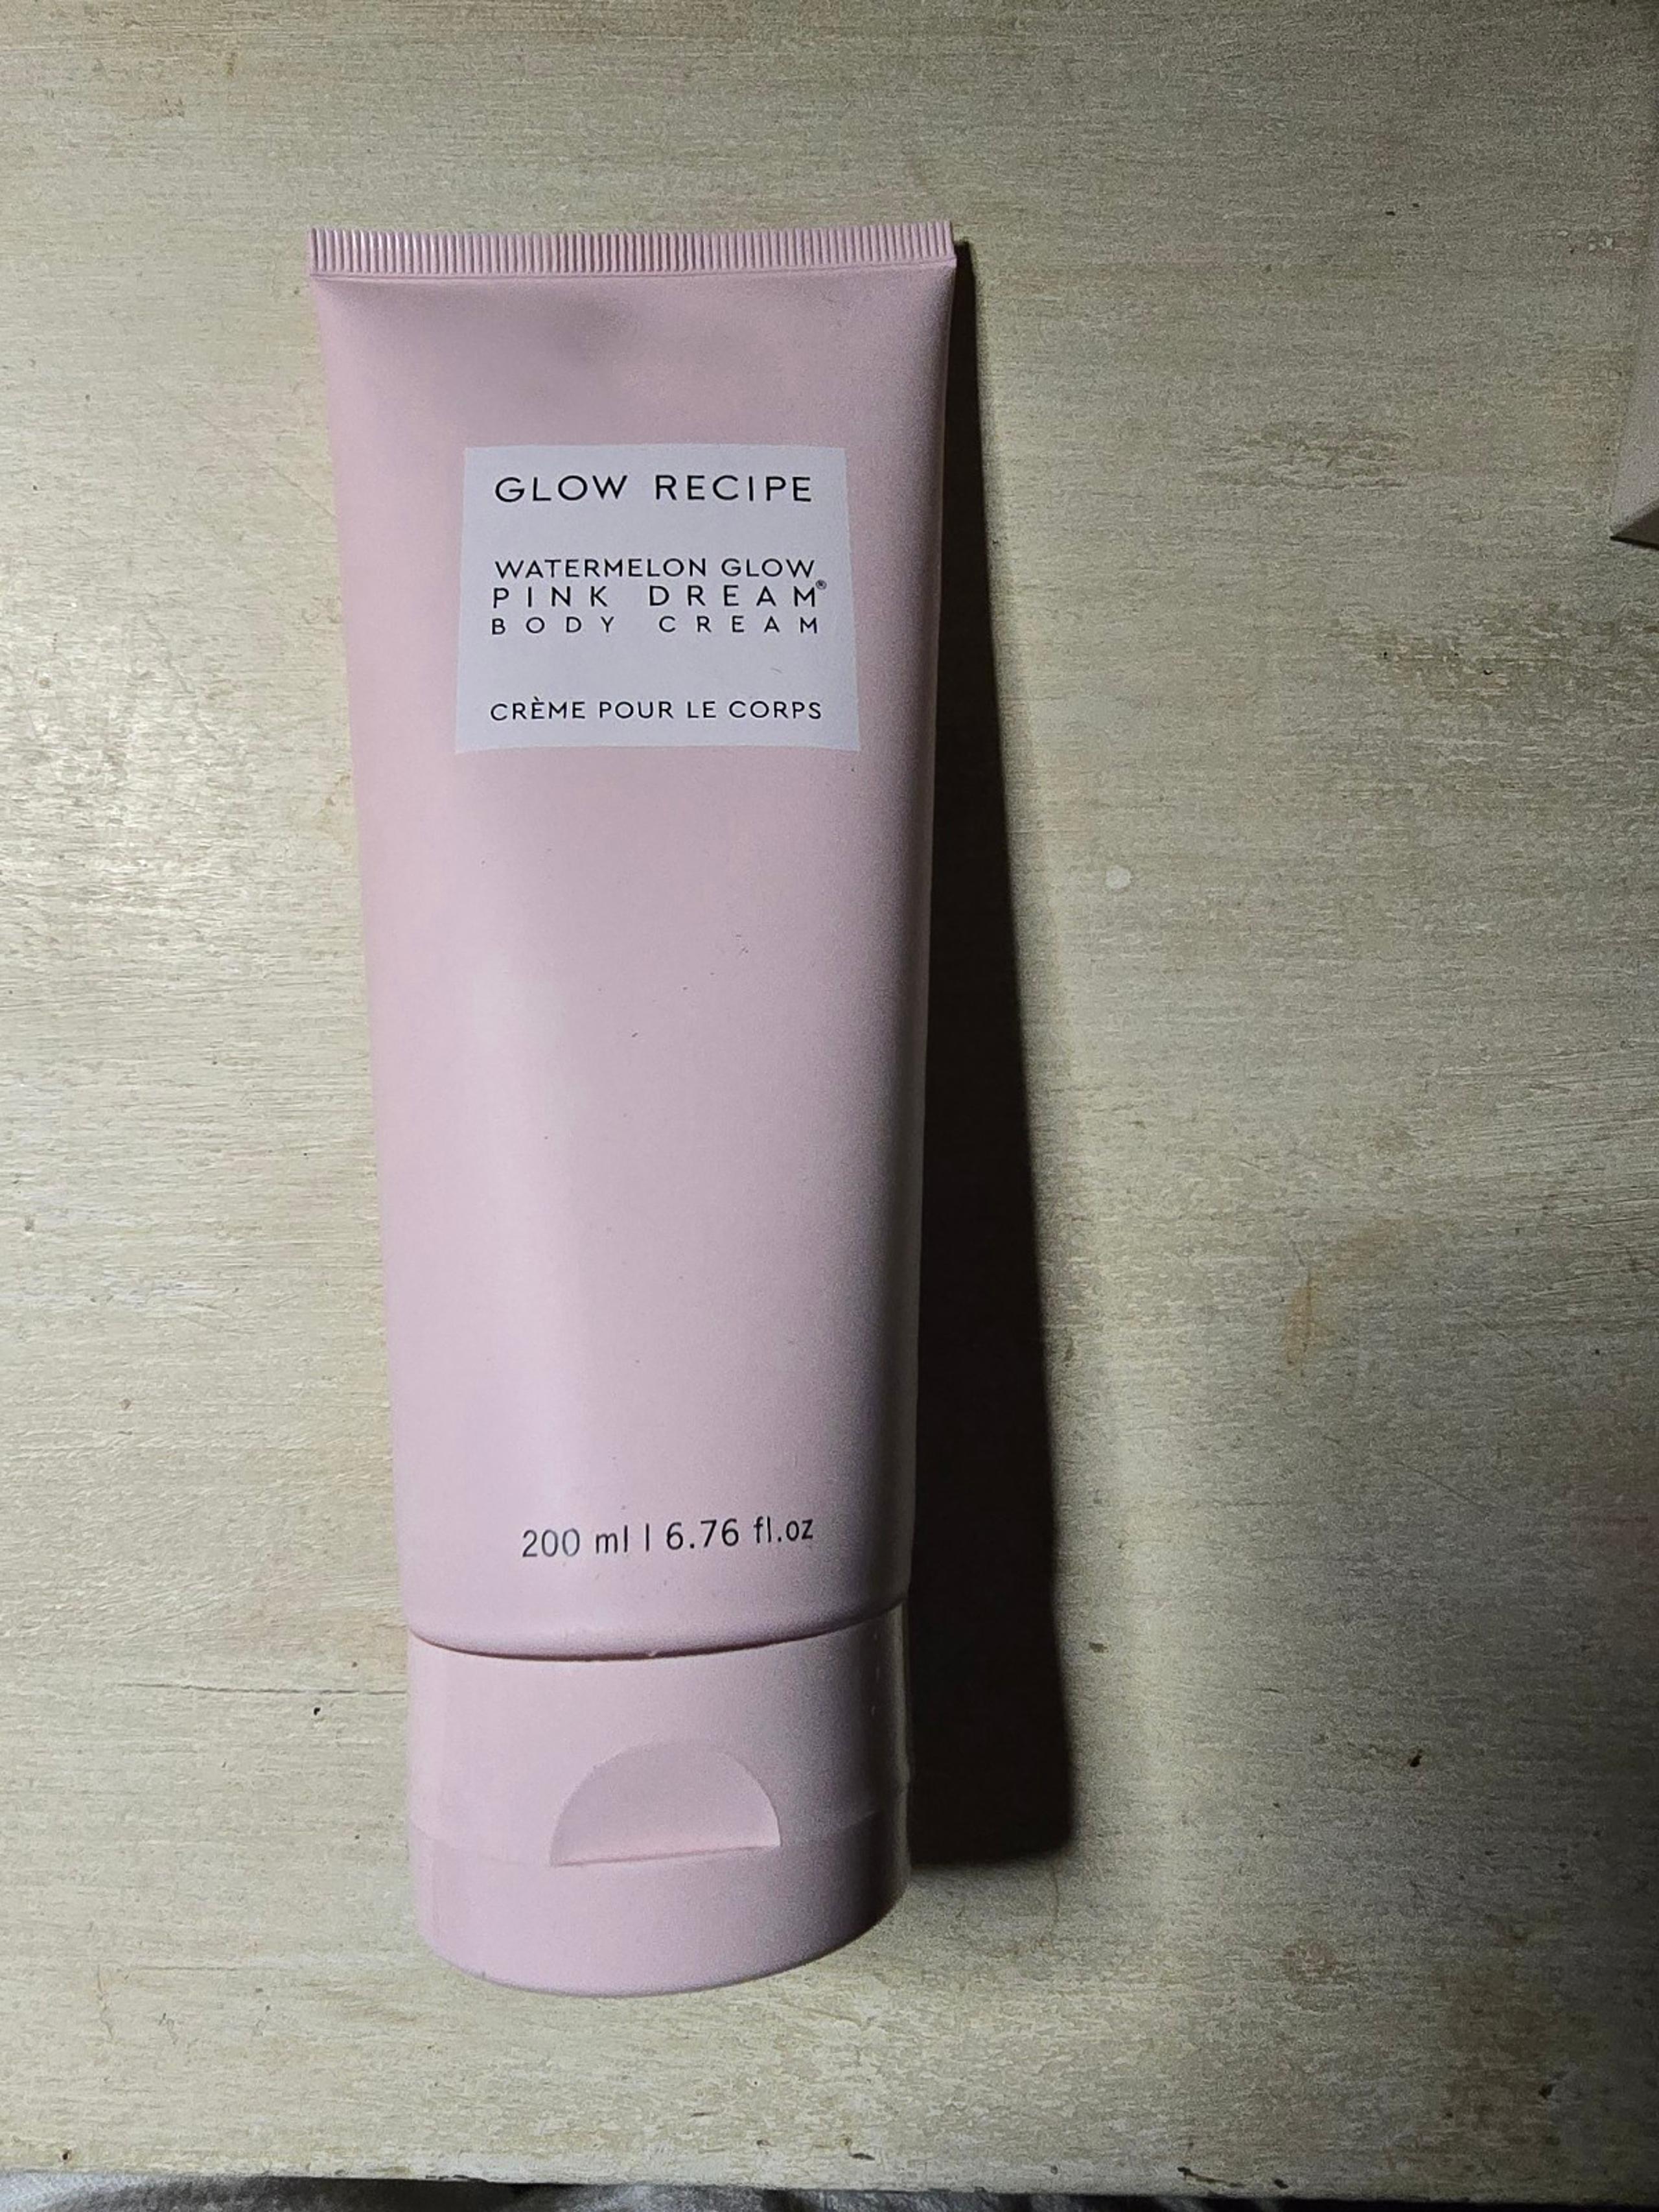 GLOW RECIPE
WATERMELON GLOW
PINK DREAM®
BODY CREAM
CRÈME POUR LE CORPS
200 ml | 6.76 fl.oz